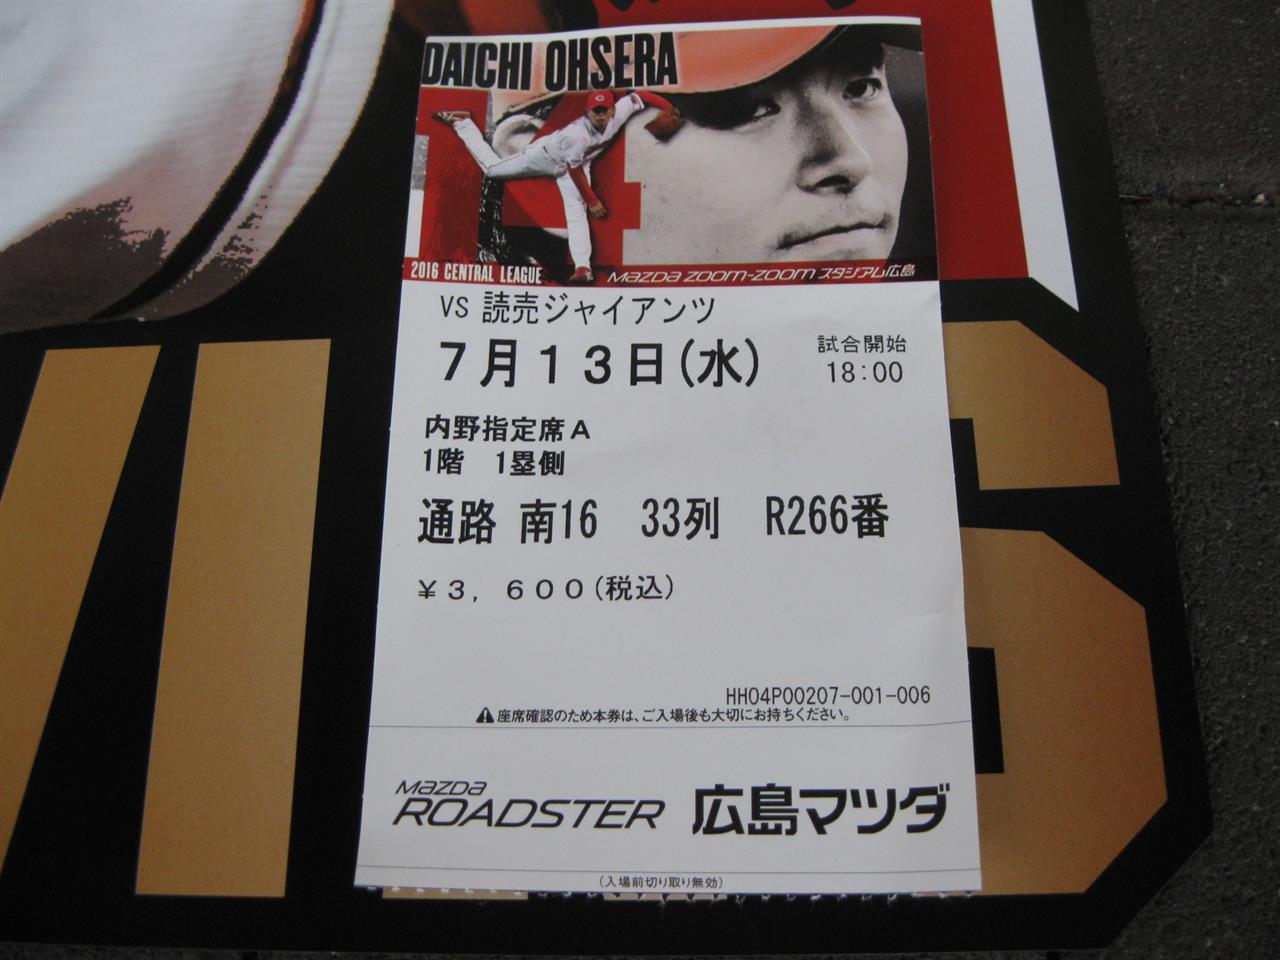 DAICHI OHSERA
14
2016 CENTRAL LEAGUE
MAZDA ZOOM-ZOOM スタジアム広島
VS 読売ジャイアンツ
7月13日(水)
試合開始
18:00
内野指定席A
1階 1塁側
通路 南16 33列 R266番
¥3,600(税込)
HH04P00207-001-006
座席確認のため本券は、ご入場後も大切にお持ちください。
MAZDA
ROADSTER
広島マツダ
(入場前切り取り無効)